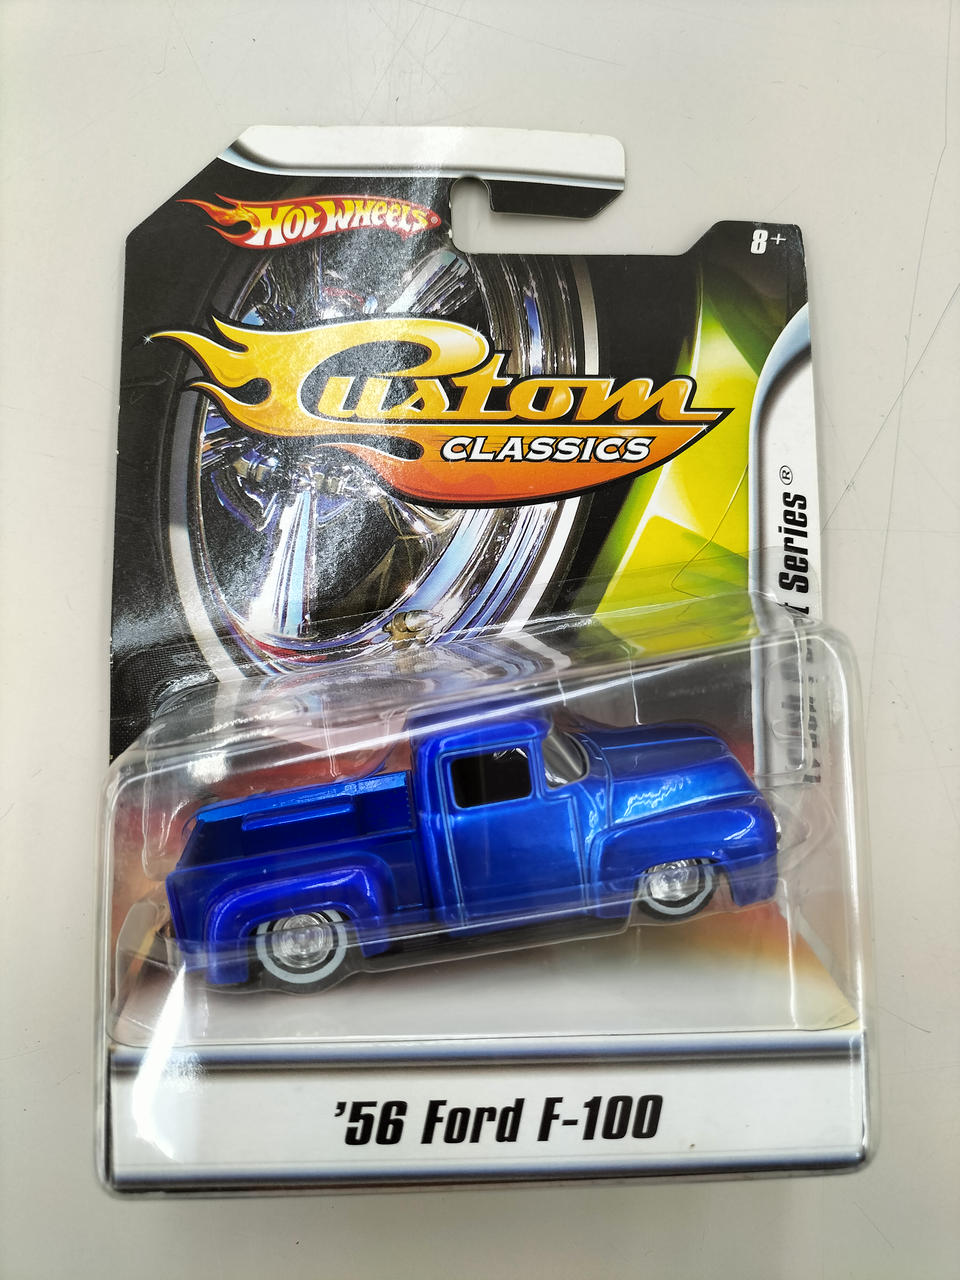 HOT WHEELS®
8+
Custom
CLASSICS
Series®
'56 Ford F-100